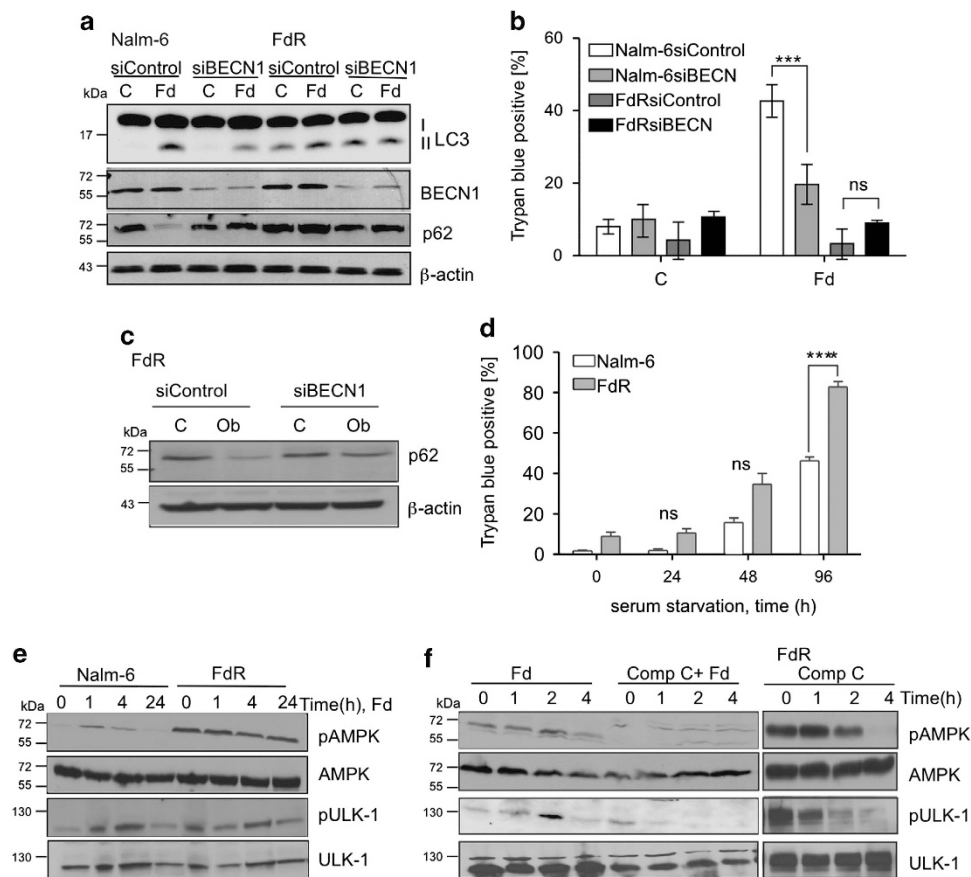 a
Nalm-6 FdR
siControl siBECN1 siControl siBECN1
kDa C Fd C Fd C Fd C Fd
17
I
II LC3
72
55
BECN1
72
55
p62
43
β-actin
b
Trypan blue positive [%]
60
40
20
0
Nalm-6siControl
Nalm-6siBECN
FdRsiControl
FdRsiBECN
***
ns
C Fd
c
FdR
siControl siBECN1
C Ob C Ob
kDa
72
55
p62
43
β-actin
d
Trypan blue positive [%]
100
80
60
40
20
0
Nalm-6
FdR
ns
ns
****
0 24 48 96
serum starvation, time (h)
e
Nalm-6 FdR
kDa 0 1 4 24 0 1 4 24 Time(h), Fd
72
55
pAMPK
72
55
AMPK
130
pULK-1
130
ULK-1
f
Fd Comp C+ Fd
FdR
Comp C
kDa 0 1 2 4 0 1 2 4 0 1 2 4 Time(h)
72
55
pAMPK
72
55
AMPK
130
pULK-1
130
ULK-1